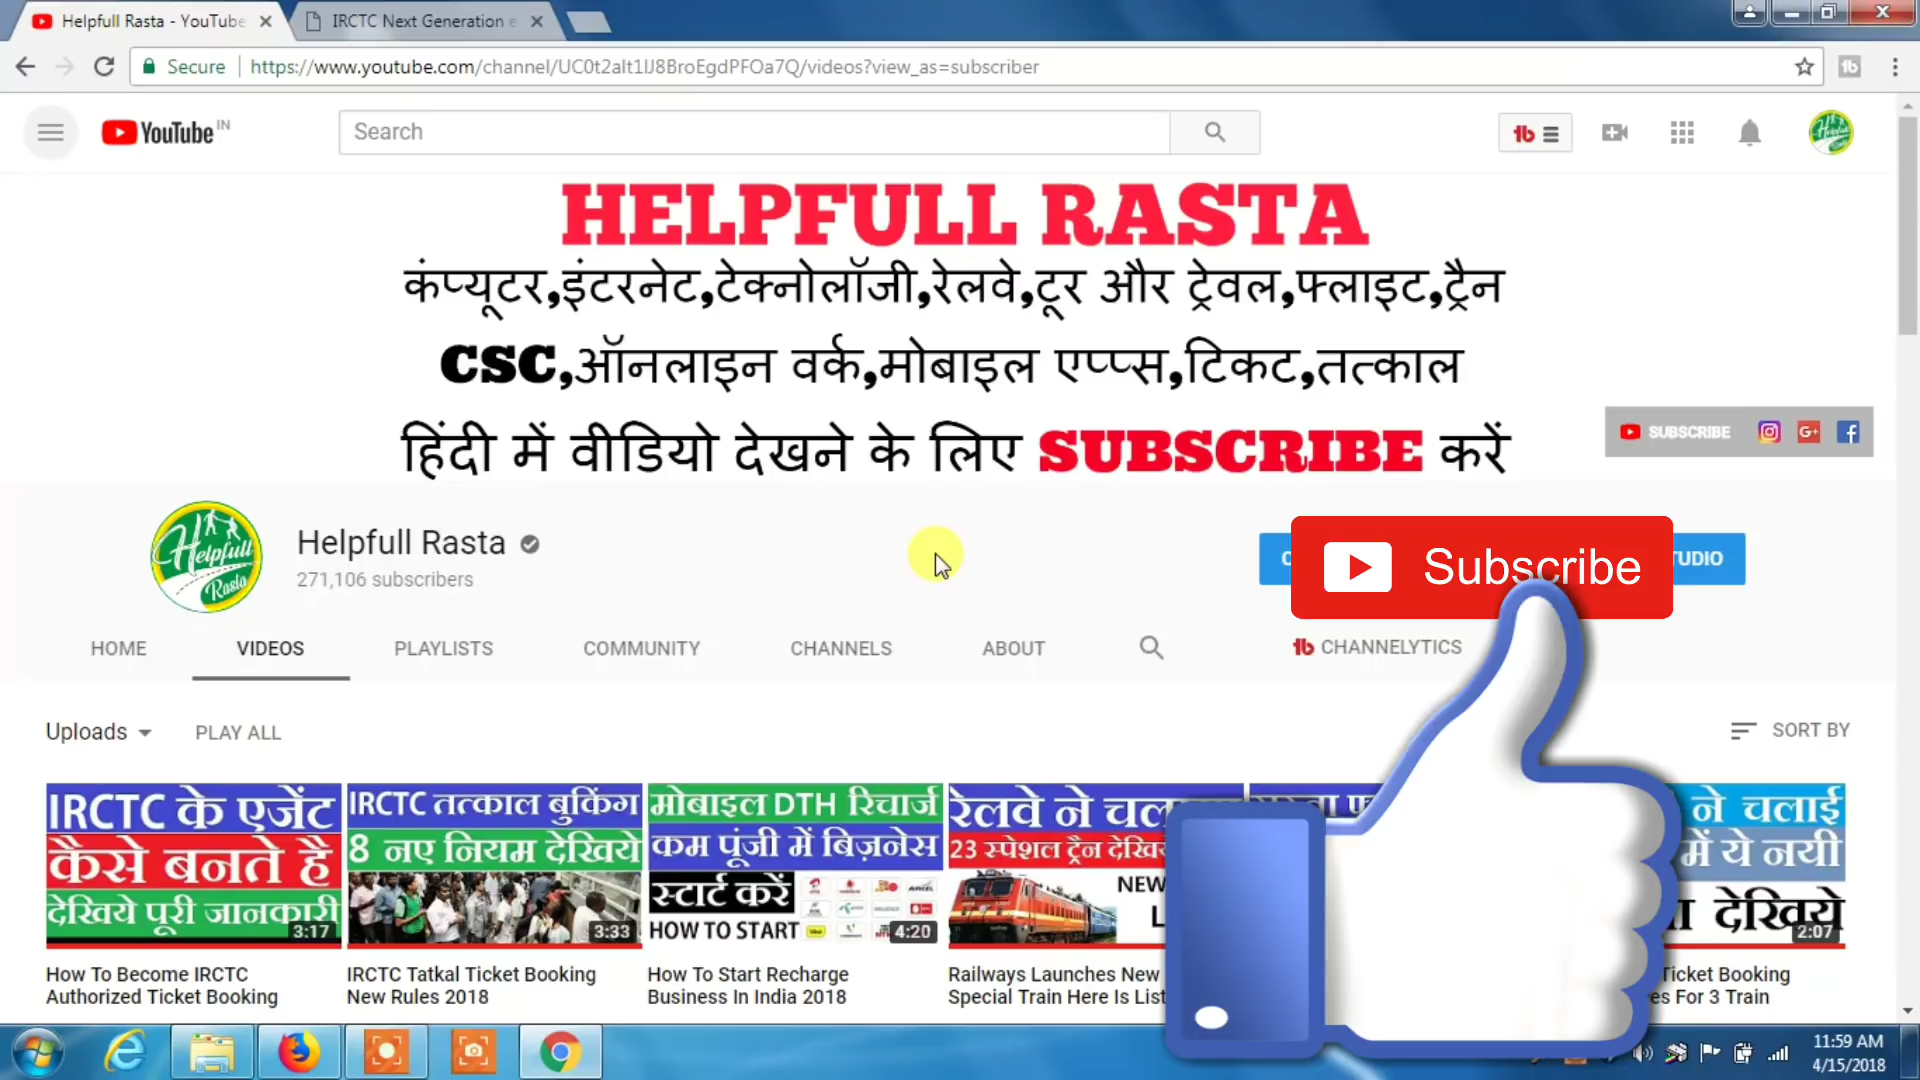 Helpfull Rasta - YouTube
IRCTC Next Generation e
Secure
https://www.youtube.com/channel/UC0t2alt1lJ8BroEgdPFOa7Q/videos?view_as=subscriber
YouTube IN
Search
HELPFULL RASTA
कंप्यूटर,इंटरनेट,टेक्नोलॉजी,रेलवे,टूर और ट्रेवल,फ्लाइट,ट्रैन
CSC,ऑनलाइन वर्क,मोबाइल एप्प्स,टिकट,तत्काल
हिंदी में वीडियो देखने के लिए SUBSCRIBE करें
SUBSCRIBE
Helpfull Rasta
271,106 subscribers
Subscribe
HOME VIDEOS PLAYLISTS COMMUNITY CHANNELS ABOUT CHANNELYTICS
Uploads PLAY ALL SORT BY
IRCTC के एजेंट
कैसे बनते है
देखिये पूरी जानकारी
3:17
IRCTC तत्काल बुकिंग
8 नए नियम देखिये
3:33
मोबाइल DTH रिचार्ज
कम पूंजी में बिज़नेस
स्टार्ट करें
HOW TO START
4:20
रेलवे ने
23 स्पेशल ट्रैन
NEW
ने चलाई
में ये नयी
देखिये
2:07
How To Become IRCTC
Authorized Ticket Booking
IRCTC Tatkal Ticket Booking
New Rules 2018
How To Start Recharge
Business In India 2018
Railways Launches New
Special Train Here Is List
Ticket Booking
For 3 Train
11:59 AM
4/15/2018